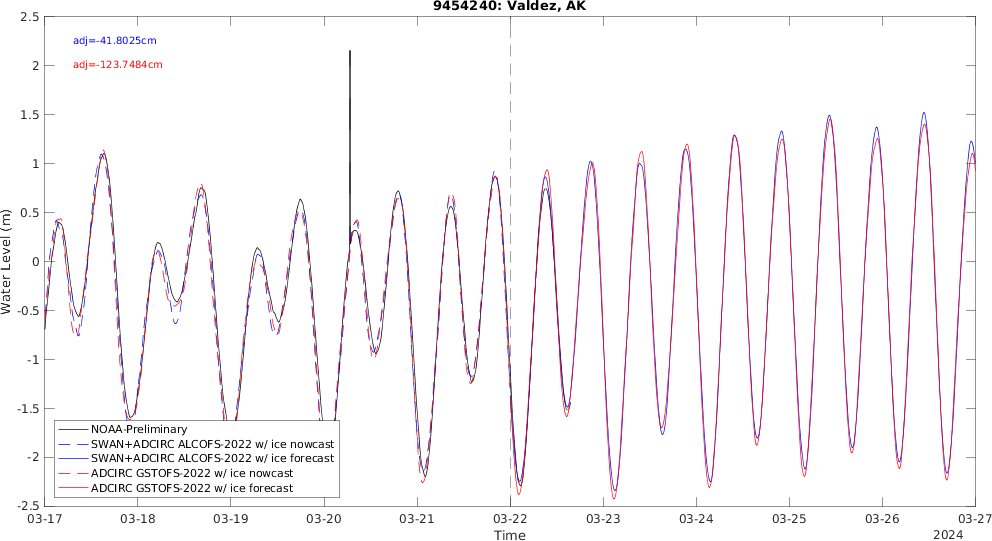 9454240: Valdez, AK
adj=-41.8025cm
adj=-123.7484cm
2.5
2
1.5
1
0.5
0
-0.5
-1
-1.5
-2
-2.5
Water Level (m)
NOAA-Preliminary
SWAN+ADCIRC ALCOFS-2022 w/ ice nowcast
SWAN+ADCIRC ALCOFS-2022 w/ ice forecast
ADCIRC GSTOFS-2022 w/ ice nowcast
ADCIRC GSTOFS-2022 w/ ice forecast
03-17 03-18 03-19 03-20 03-21 03-22 03-23 03-24 03-25 03-26 03-27
Time
2024